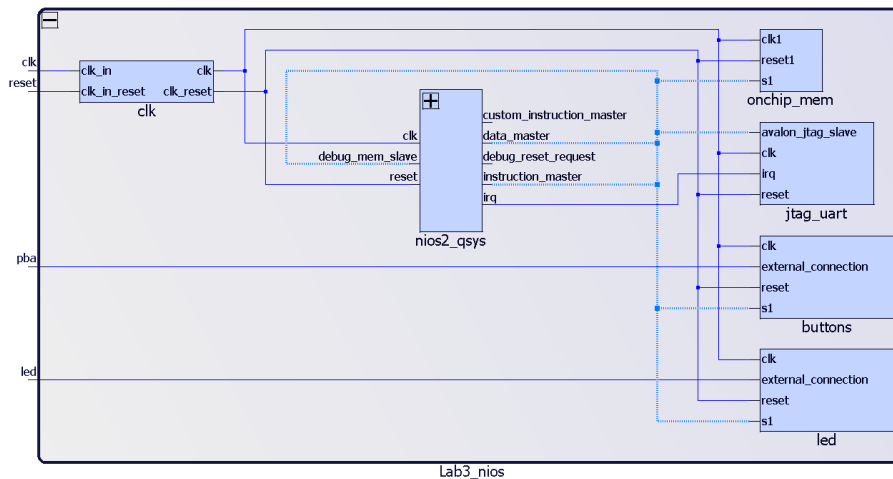 clk
reset
pba
led
clk_in
clk
clk_in_reset
clk_reset
clk
custom_instruction_master
clk
data_master
debug_mem_slave
debug_reset_request
reset
instruction_master
irq
nios2_qsys
clk1
reset1
s1
onchip_mem
avalon_jtag_slave
clk
irq
reset
jtag_uart
clk
external_connection
reset
s1
buttons
clk
external_connection
reset
s1
led
Lab3_nios